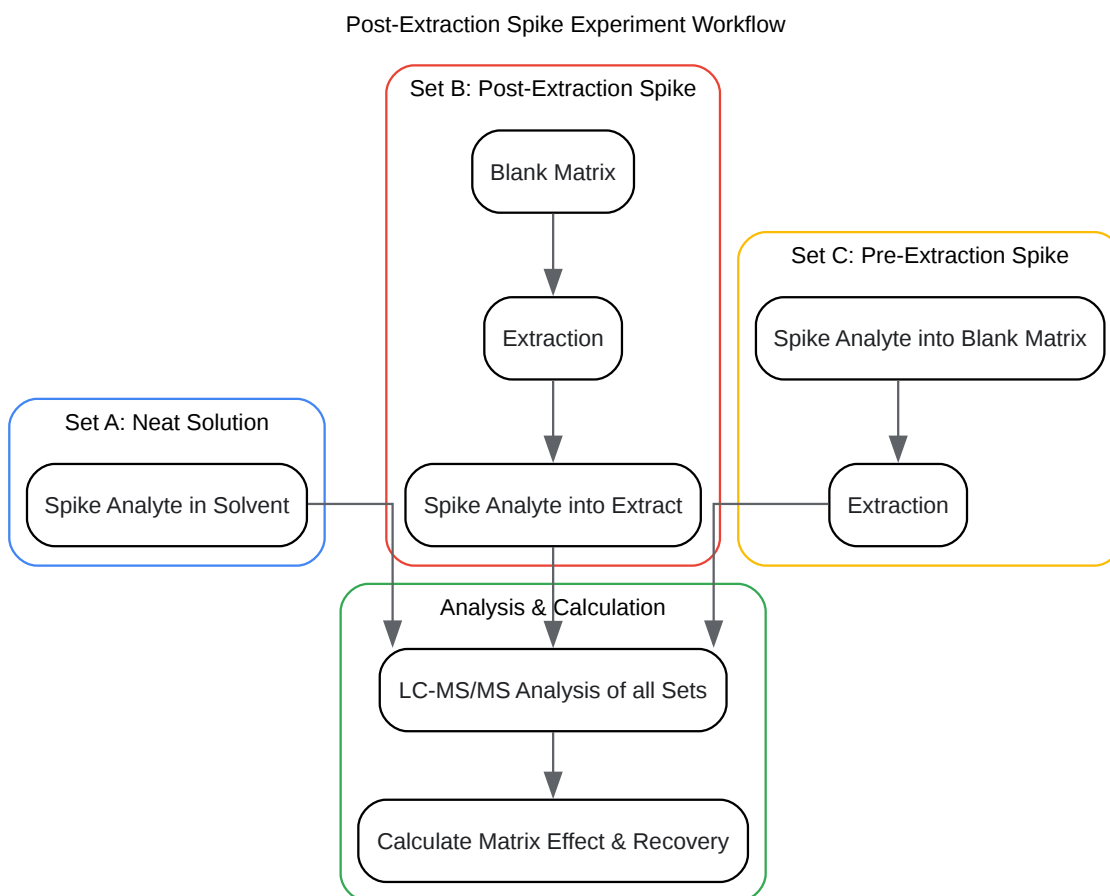 Post-Extraction Spike Experiment Workflow
Set B: Post-Extraction Spike
Blank Matrix
Extraction
Spike Analyte into Extract
Set C: Pre-Extraction Spike
Spike Analyte into Blank Matrix
Extraction
Set A: Neat Solution
Spike Analyte in Solvent
Analysis & Calculation
LC-MS/MS Analysis of all Sets
Calculate Matrix Effect & Recovery